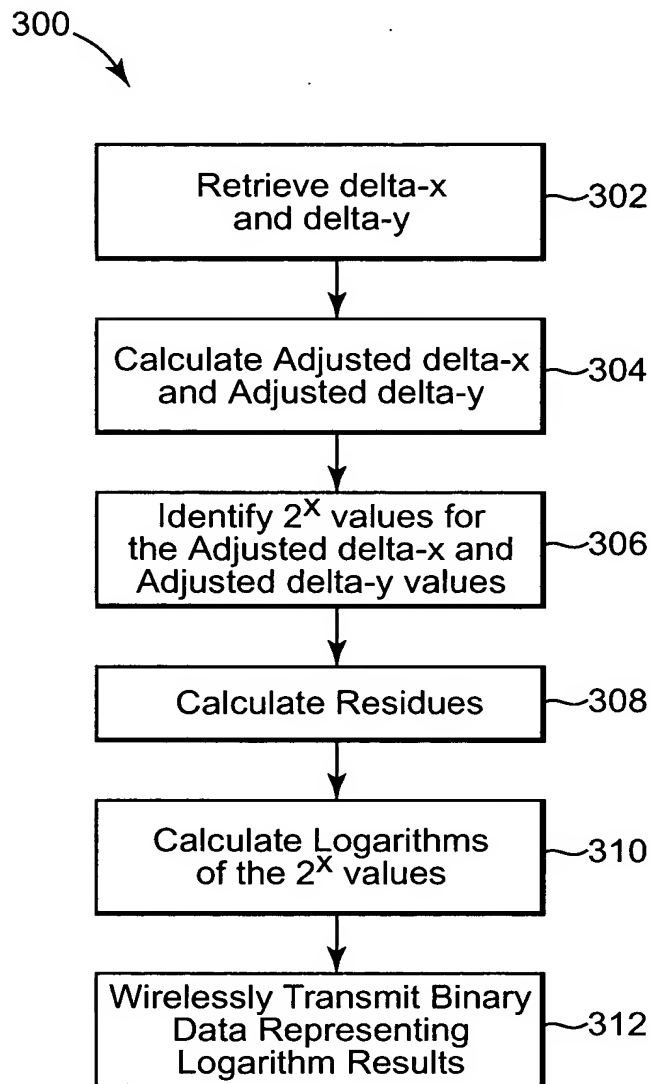 300
Retrieve delta-x
and delta-y
302
Calculate Adjusted delta-x
and Adjusted delta-y
304
Identify 2^X values for
the Adjusted delta-x and
Adjusted delta-y values
306
Calculate Residues
308
Calculate Logarithms
of the 2^X values
310
Wirelessly Transmit Binary
Data Representing
Logarithm Results
312